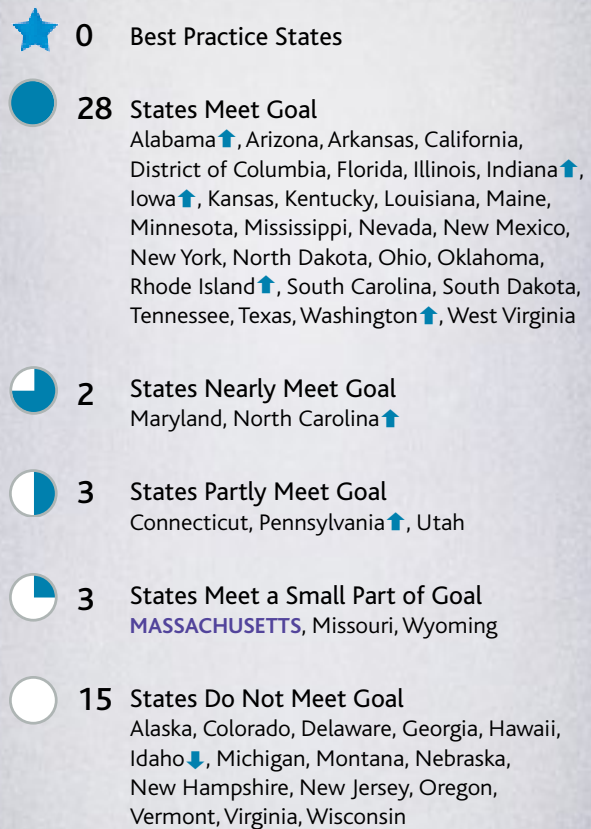 0 Best Practice States
28 States Meet Goal
Alabama⬆, Arizona, Arkansas, California,
District of Columbia, Florida, Illinois, Indiana⬆,
Iowa⬆, Kansas, Kentucky, Louisiana, Maine,
Minnesota, Mississippi, Nevada, New Mexico,
New York, North Dakota, Ohio, Oklahoma,
Rhode Island⬆, South Carolina, South Dakota,
Tennessee, Texas, Washington⬆, West Virginia
2 States Nearly Meet Goal
Maryland, North Carolina⬆
3 States Partly Meet Goal
Connecticut, Pennsylvania⬆, Utah
3 States Meet a Small Part of Goal
MASSACHUSETTS, Missouri, Wyoming
15 States Do Not Meet Goal
Alaska, Colorado, Delaware, Georgia, Hawaii,
Idaho⬇, Michigan, Montana, Nebraska,
New Hampshire, New Jersey, Oregon,
Vermont, Virginia, Wisconsin